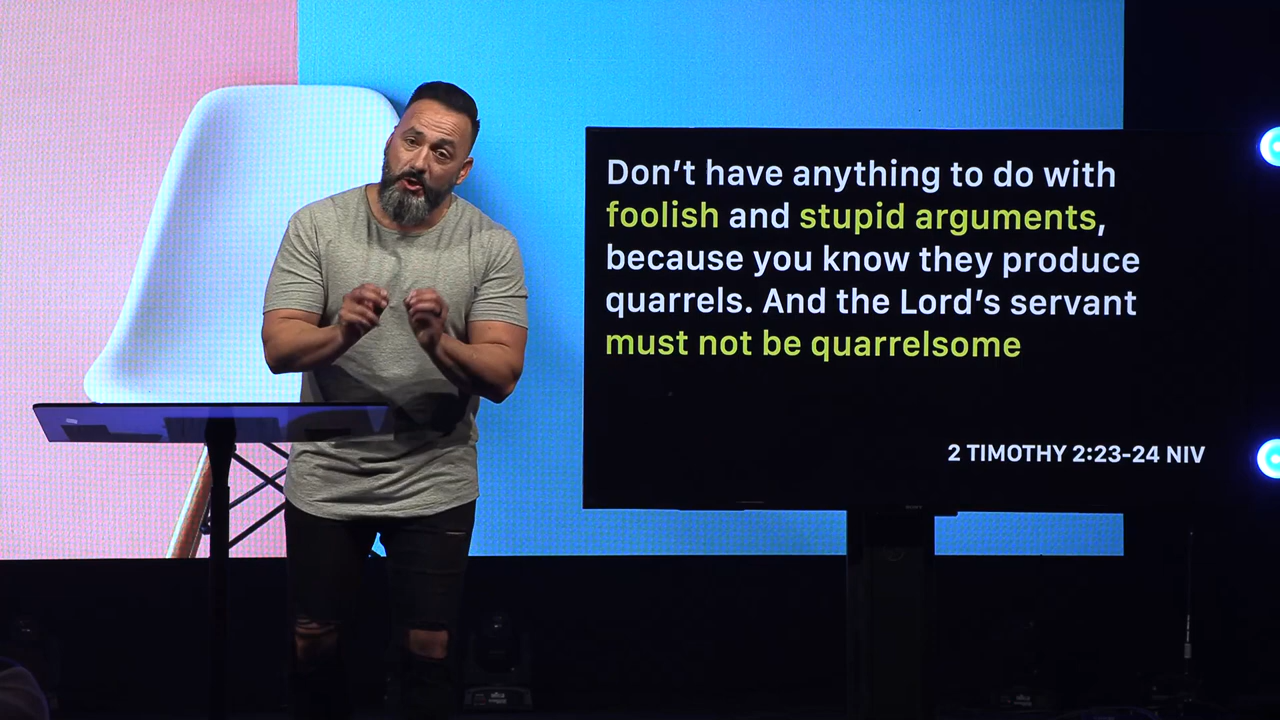 Don't have anything to do with
foolish and stupid arguments,
because you know they produce
quarrels. And the Lord's servant
must not be quarrelsome
2 TIMOTHY 2:23-24 NIV